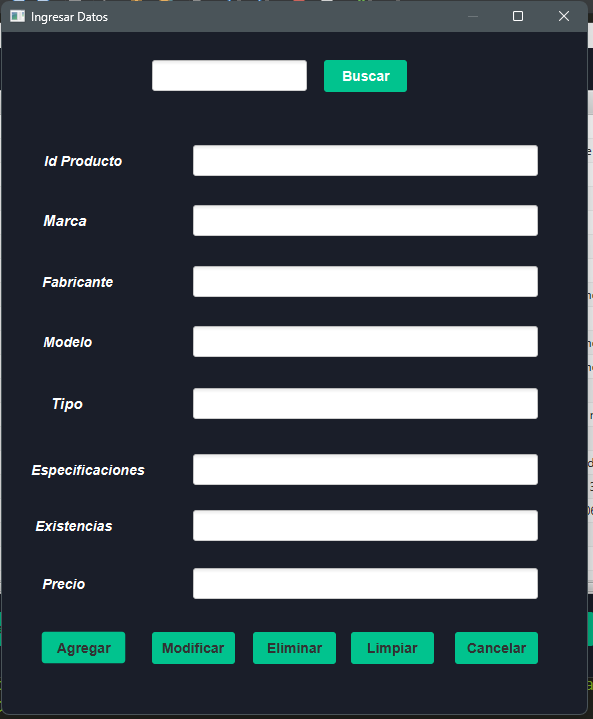 Ingresar Datos
Buscar
Id Producto
Marca
Fabricante
Modelo
Tipo
Especificaciones
Existencias
Precio
Agregar Modificar Eliminar Limpiar Cancelar